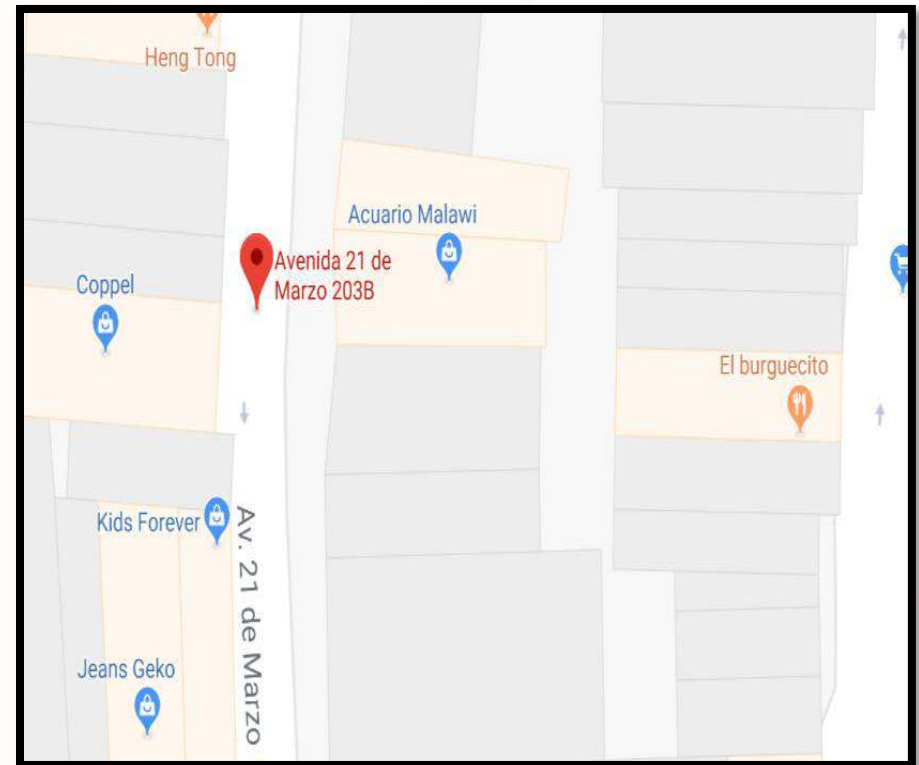 Heng Tong
Acuario Malawi
Avenida 21 de
Marzo 203B
Coppel
El burguecito
Kids Forever
Av. 21 de Marzo
Jeans Geko